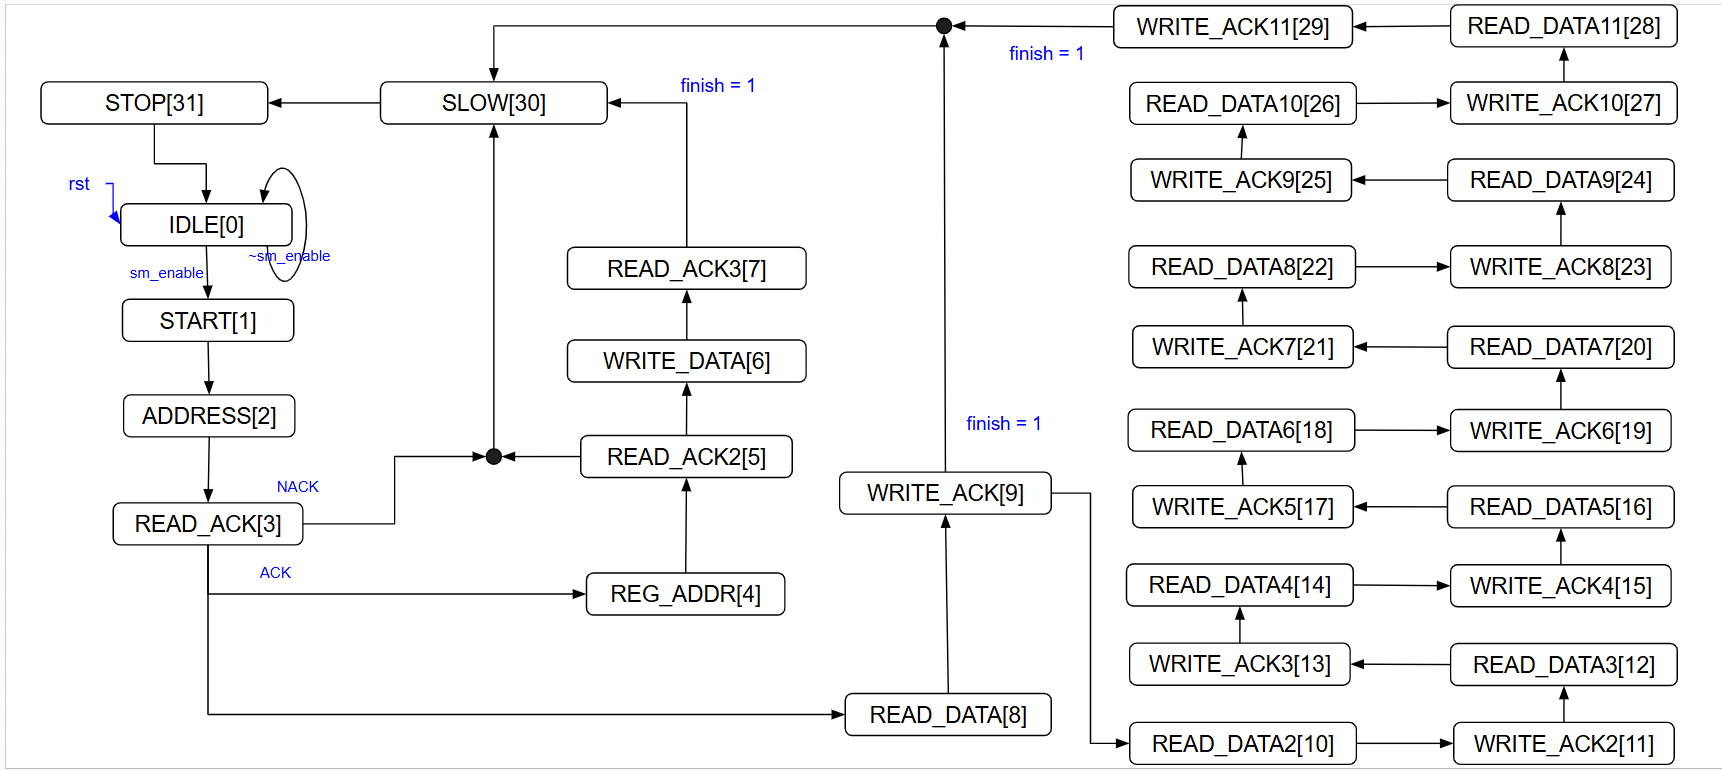 WRITE_ACK11[29]
READ_DATA11[28]
finish = 1
finish = 1
STOP[31]
SLOW[30]
READ_DATA10[26]
WRITE_ACK10[27]
rst
WRITE_ACK9[25]
READ_DATA9[24]
IDLE[0]
~sm_enable
sm_enable
READ_ACK3[7]
READ_DATA8[22]
WRITE_ACK8[23]
START[1]
WRITE_DATA[6]
WRITE_ACK7[21]
READ_DATA7[20]
ADDRESS[2]
finish = 1
READ_DATA6[18]
WRITE_ACK6[19]
READ_ACK2[5]
NACK
WRITE_ACK[9]
WRITE_ACK5[17]
READ_DATA5[16]
READ_ACK[3]
ACK
REG_ADDR[4]
READ_DATA4[14]
WRITE_ACK4[15]
WRITE_ACK3[13]
READ_DATA3[12]
READ_DATA[8]
READ_DATA2[10]
WRITE_ACK2[11]